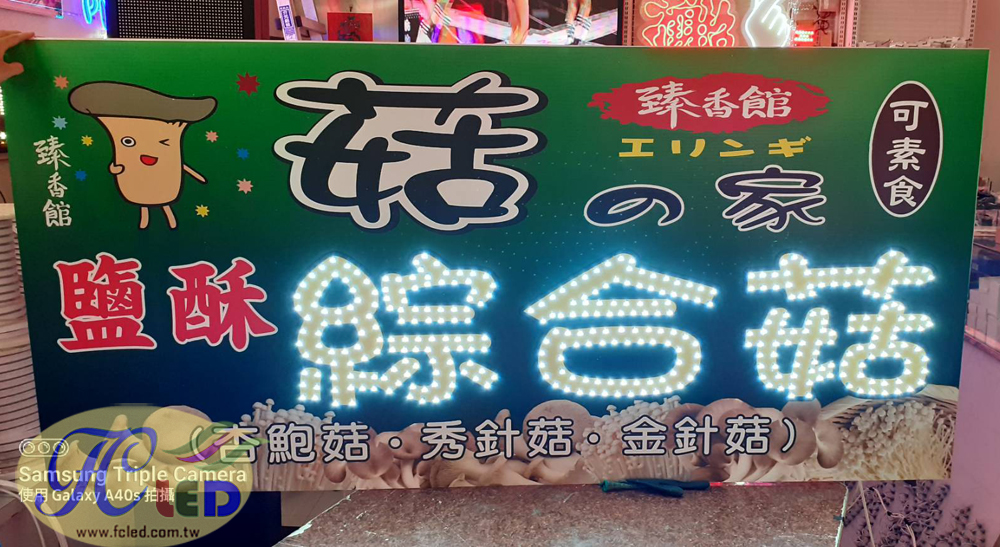 臻香館
菇
臻香館
エリンギ
の家
可素食
鹽酥
綜合菇
(杏鮑菇·秀針菇·金針菇)
Samsung Triple Camera
使用 Galaxy A40s 拍攝
FC LED
www.fcled.com.tw